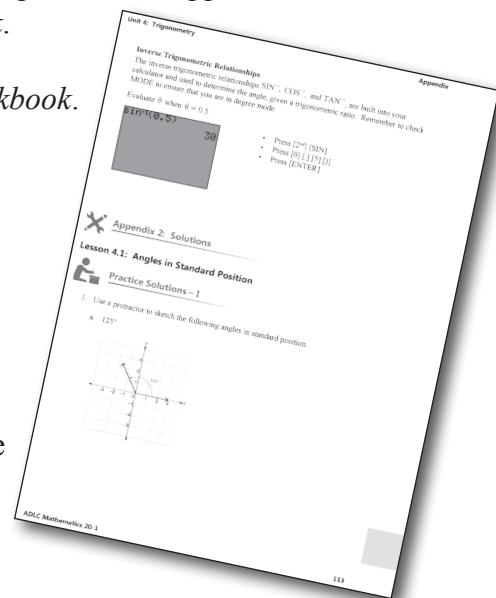 k.
kbook.
e
Unit 4: Trigonometry
Appendix
Inverse Trigonometric Relationships
The inverse trigonometric relationships SIN⁻¹, COS⁻¹, and TAN⁻¹, are built into your
calculator and used to determine the angle, given a trigonometric ratio. Remember to check
MODE to ensure that you are in degree mode.
Evaluate θ when θ = 0.5
sin⁻¹(0.5)
30
• Press [2ⁿᵈ] [SIN]
• Press [0] [.] [5] [)]
• Press [ENTER]
Appendix 2: Solutions
Lesson 4.1: Angles in Standard Position
Practice Solutions – 1
1. Use a protractor to sketch the following angles in standard position.
a. 125°
ADLC Mathematics 20-1
113